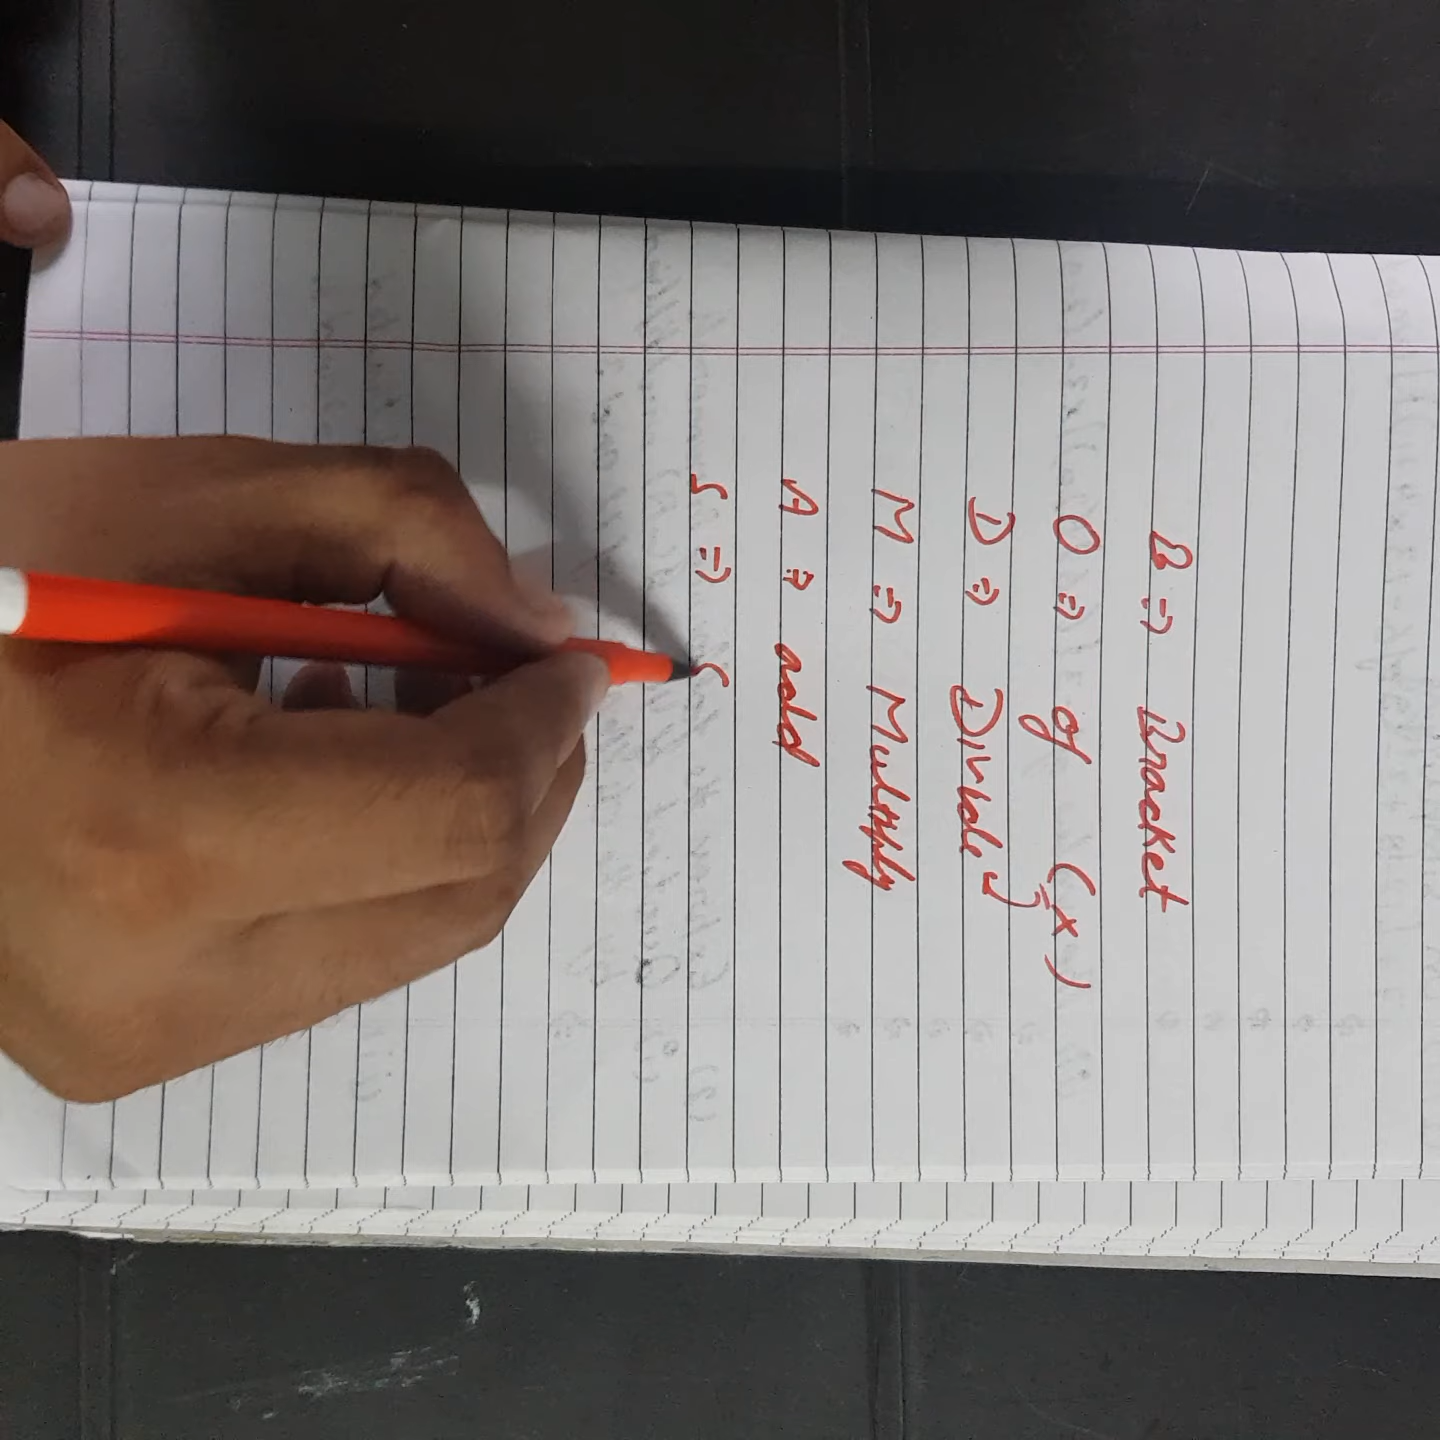 B => Bracket
O => of (x)
D => Divide
M => Multiply
A => add
S => S